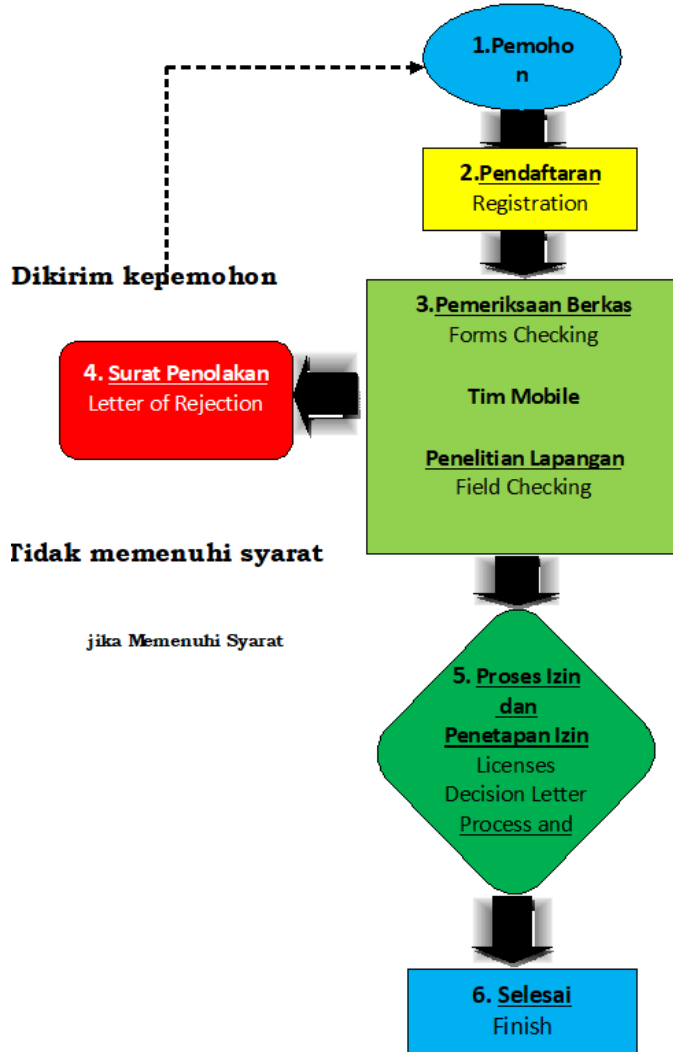 1.Pemoho
n
2.Pendaftaran
Registration
Dikirim kepemohon
3.Pemeriksaan Berkas
Forms Checking
Tim Mobile
Penelitian Lapangan
Field Checking
4. Surat Penolakan
Letter of Rejection
Tidak memenuhi syarat
jika Memenuhi Syarat
5. Proses Izin
dan
Penetapan Izin
Licenses
Decision Letter
Process and
6. Selesai
Finish